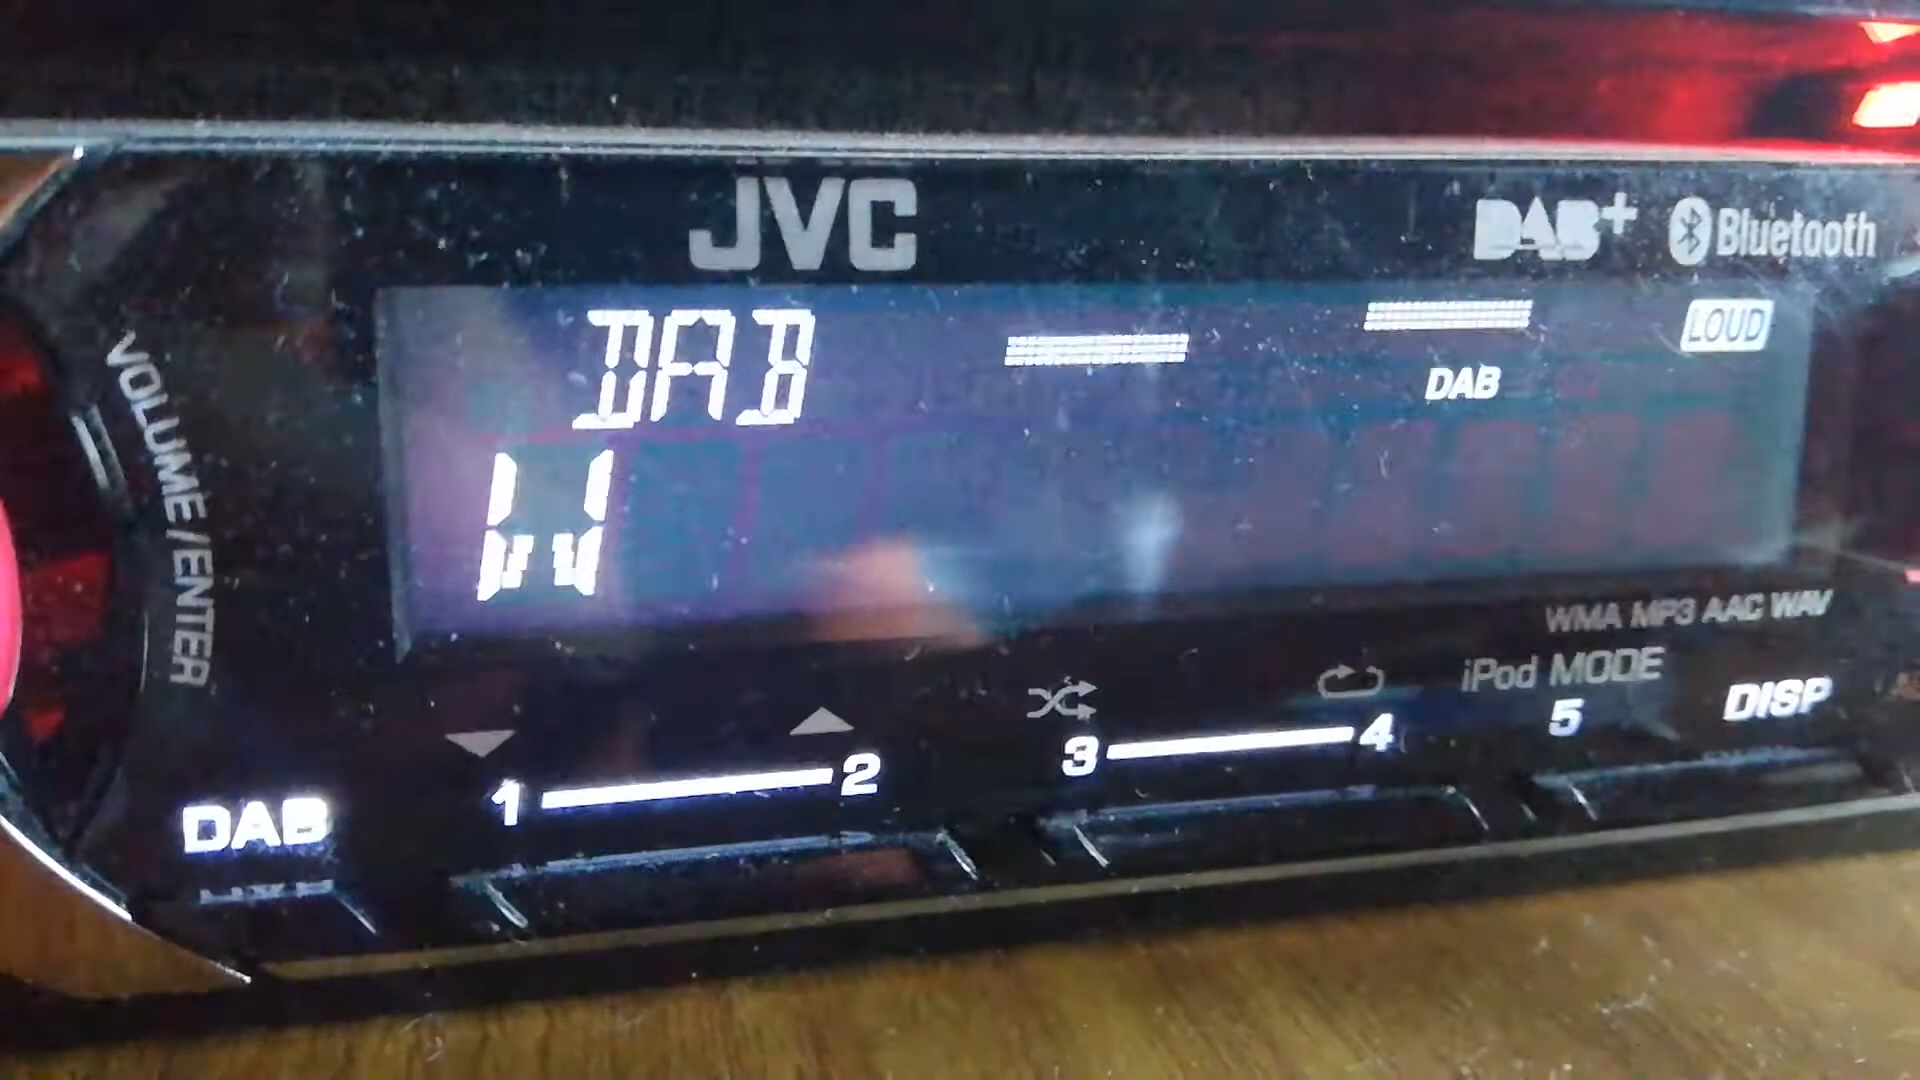 JVC
DAB+ Bluetooth
DAB
LOUD
DAB
W
VOLUME/ENTER
WMA MP3 AAC WAV
iPod MODE
DAB 1 2 3 4 5 DISP